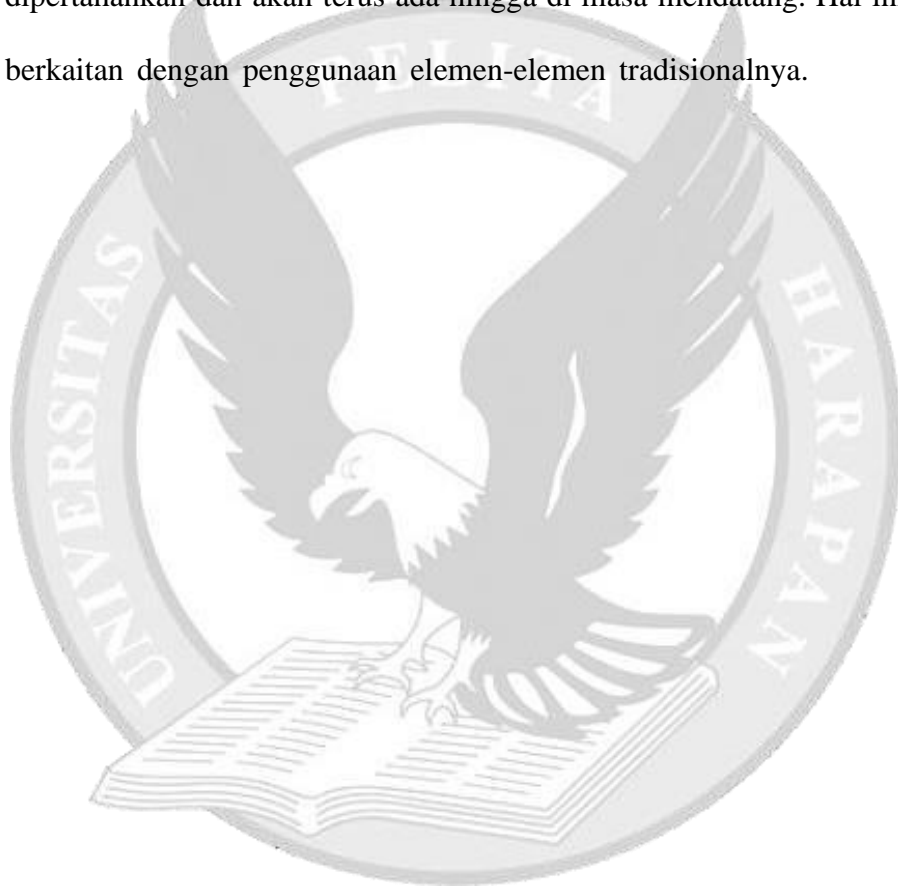 dipertahankan dan akan terus ada hingga di masa mendatang. Hal
berkaitan dengan penggunaan elemen-elemen tradisionalnya.
UNIVERSITAS
PELITA
HARAPAN